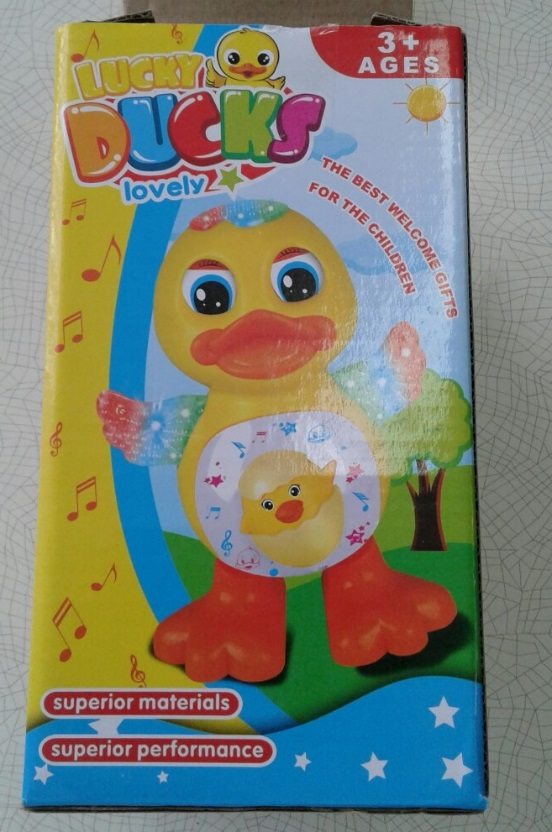 3+
AGES
LUCKY
DUCKS
lovely
THE BEST WELCOME GIFTS
FOR THE CHILDREN
superior materials
superior performance